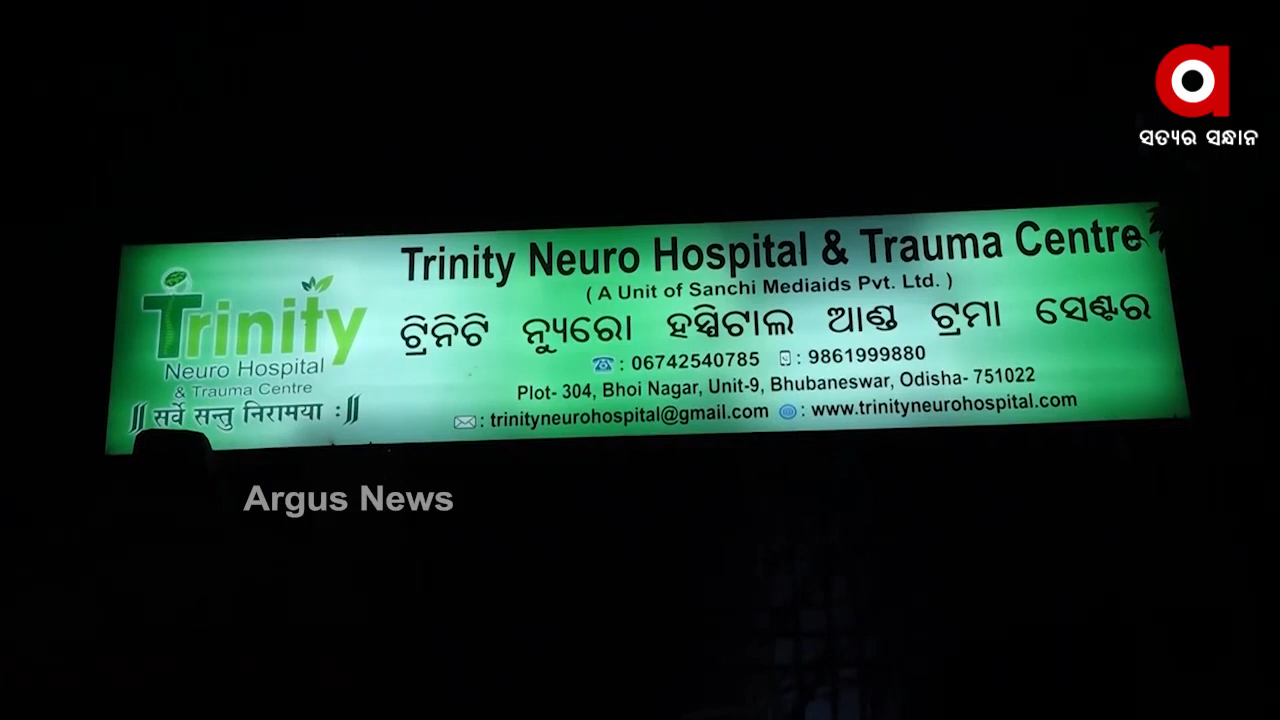 ସତ୍ୟର ସନ୍ଧାନ
Trinity Neuro Hospital & Trauma Centre
( A Unit of Sanchi Mediaids Pvt. Ltd. )
ଟ୍ରିନିଟି ନ୍ୟୁରୋ ହସ୍ପିଟାଲ ଆଣ୍ଡ ଟ୍ରମା ସେଣ୍ଟର
: 06742540785 : 9861999880
Plot- 304, Bhoi Nagar, Unit-9, Bhubaneswar, Odisha- 751022
: trinityneurohospital@gmail.com : www.trinityneurohospital.com
Trinity
Neuro Hospital
& Trauma Centre
॥ सर्वे सन्तु निरामया : ॥
Argus News